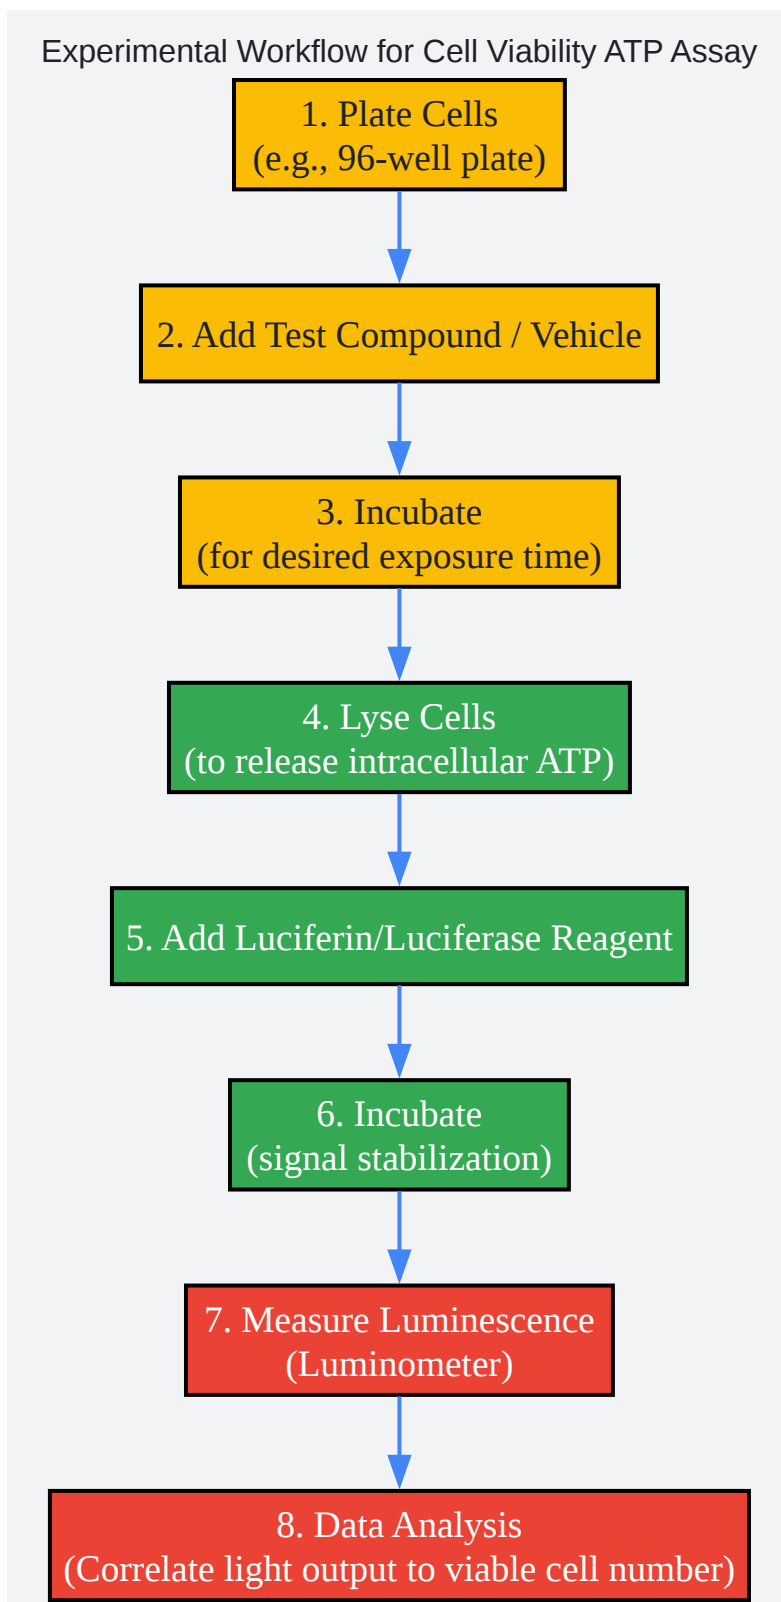 Experimental Workflow for Cell Viability ATP Assay
1. Plate Cells
(e.g., 96-well plate)
2. Add Test Compound / Vehicle
3. Incubate
(for desired exposure time)
4. Lyse Cells
(to release intracellular ATP)
5. Add Luciferin/Luciferase Reagent
6. Incubate
(signal stabilization)
7. Measure Luminescence
(Luminometer)
8. Data Analysis
(Correlate light output to viable cell number)